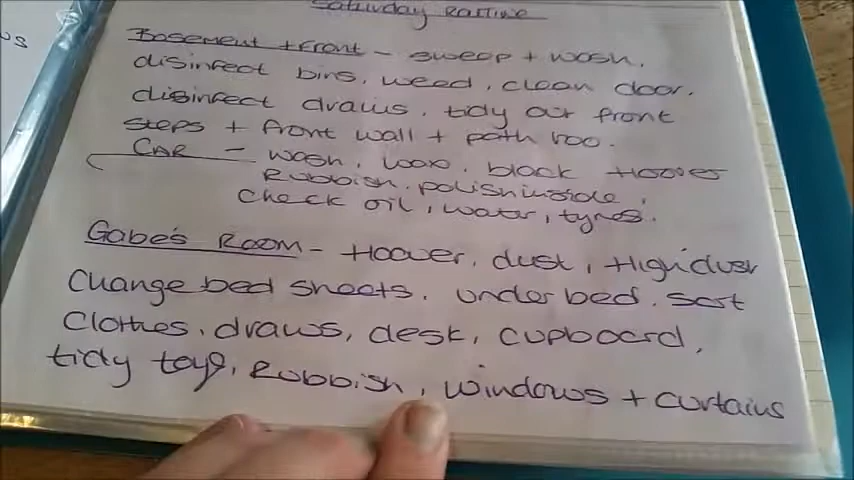 Saturday Routine
Basement + front - sweep + wash.
disinfect bins, weed, clean door.
disinfect draws. tidy our front
steps + front wall + path too.
CAR - wash, wax, black Hoover
Rubbish. polish inside,
check oil, water, tyres.
Gabe's Room - Hoover, dust, High dust
Change bed sheets. under bed. sort
clothes, draws, desk, cupboard,
tidy toys, Rubbish, windows + curtains